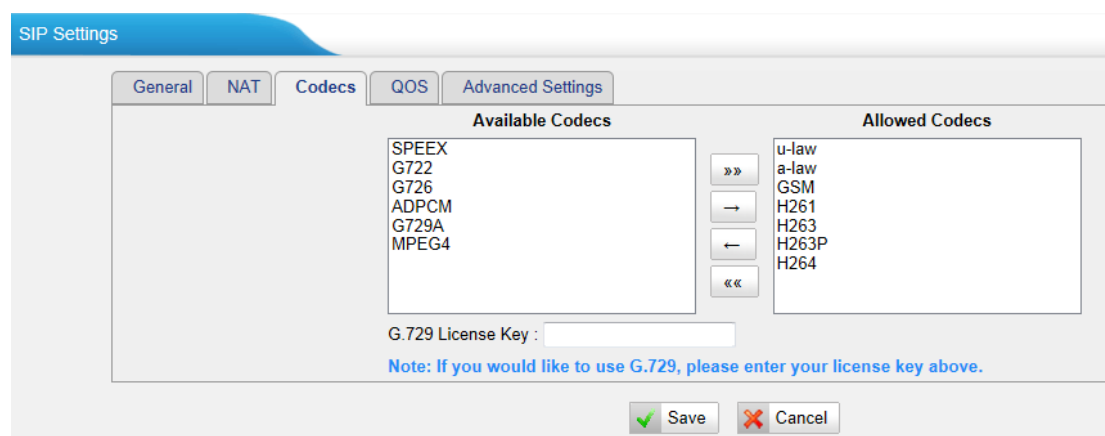 SIP Settings
General NAT Codecs QOS Advanced Settings
Available Codecs Allowed Codecs
SPEEX
G722
G726
ADPCM
G729A
MPEG4
»»
→
←
««
u-law
a-law
GSM
H261
H263
H263P
H264
G.729 License Key :
Note: If you would like to use G.729, please enter your license key above.
Save Cancel